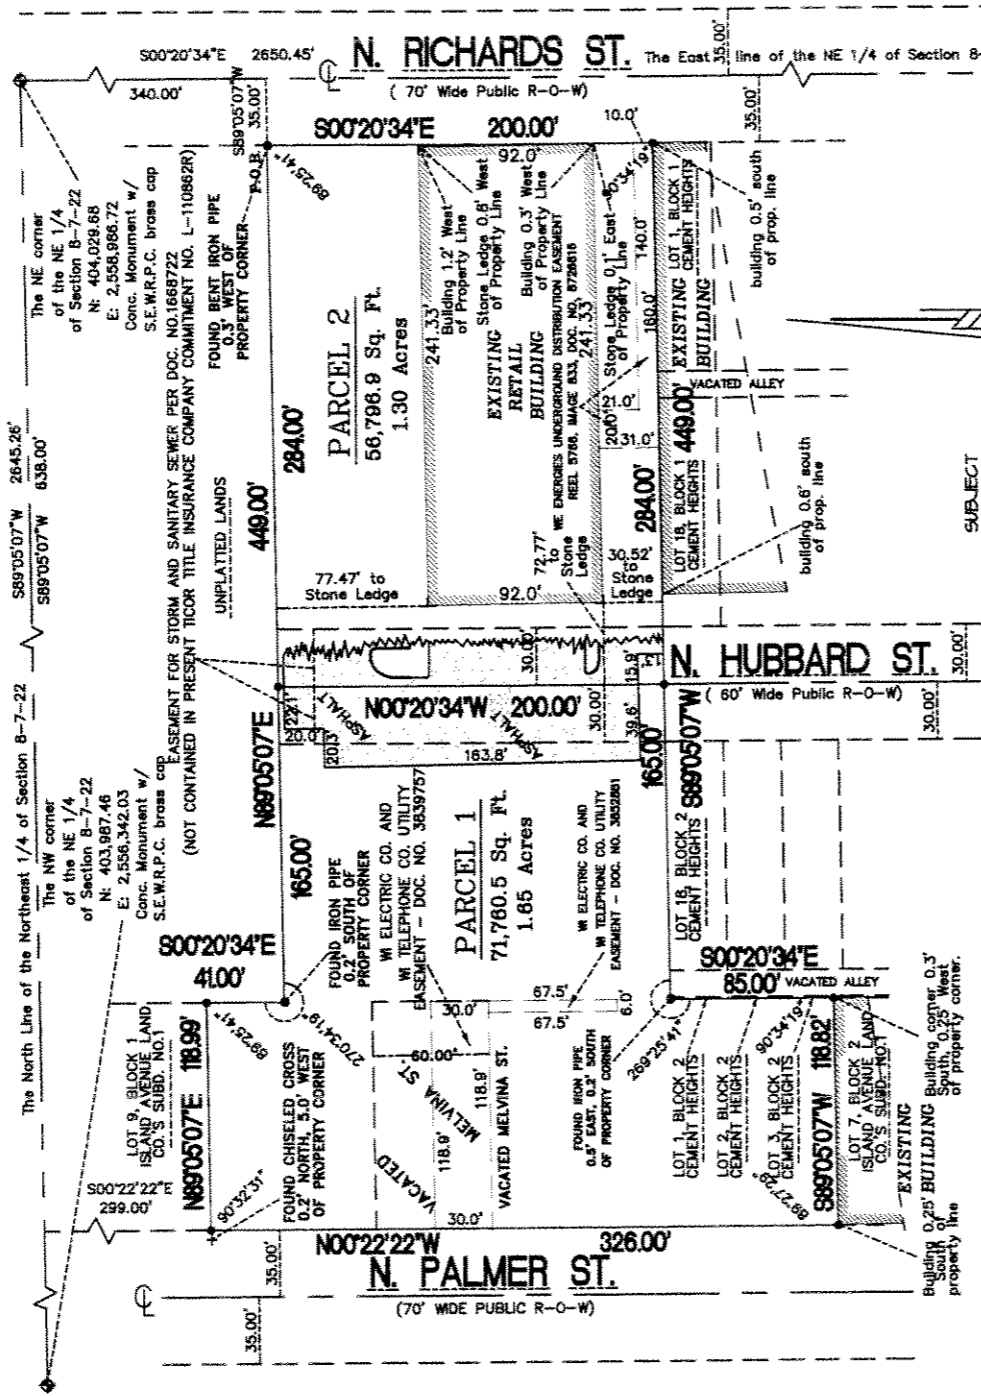 S00°20'34"E 2650.45'
N. RICHARDS ST.
The East line of the NE 1/4 of Section 8-
340.00'
( 70' Wide Public R-O-W)
35.00'
35.00'
S89°05'07"W
35.00'
P.O.B.
S00°20'34"E 200.00'
10.0'
92.0'
89°25'41"
140.0'
180.0'
The NE corner
of the NE 1/4
of Section 8-7-22
N: 404,029.68
E: 2,558,986.72
Conc. Monument w/
S.E.W.R.P.C. brass cap
FOUND BENT IRON PIPE
0.3' WEST OF
PROPERTY CORNER
Building 1.2' West
of Property Line
Stone Ledge 0.8' West
of Property Line
Building 0.3' West
of Property Line
Stone Ledge 0.1' East
of Property Line
LOT 1, BLOCK 1
CEMENT HEIGHTS
building 0.5' south
of prop. line
EXISTING
BUILDING
PARCEL 2
56,796.9 Sq. Ft.
1.30 Acres
241.33'
EXISTING
RETAIL
BUILDING
241.33'
WE ENERGIES UNDERGROUND DISTRIBUTION EASEMENT
REEL 5766, IMAGE 833, DOC. NO. 8726616
VACATED ALLEY
21.0'
20.0'
31.0'
449.00'
284.00'
LOT 18, BLOCK 1
CEMENT HEIGHTS
building 0.6' south
of prop. line
SUBJECT
S89°05'07"W 2645.26'
S89°05'07"W 638.00'
EASEMENT FOR STORM AND SANITARY SEWER PER DOC. NO.1668722
(NOT CONTAINED IN PRESENT TICOR TITLE INSURANCE COMPANY COMMITMENT NO. L-110862R)
UNPLATTED LANDS
449.00'
284.00'
77.47' to
Stone Ledge
92.0'
72.77'
to
Stone
Ledge
30.52'
to
Stone
Ledge
30.00'
15.9'
N. HUBBARD ST.
( 60' Wide Public R-O-W)
30.00'
30.00'
N00°20'34"W 200.00'
30.00'
39.6'
22.1'
20.0'
20.3'
ASPHALT
ASPHALT
163.8'
N89°05'07"E
165.00'
165.00'
S89°05'07"W
The North Line of the Northeast 1/4 of Section 8-7-22
The NW corner
of the NE 1/4
of Section 8-7-22
N: 403,987.46
E: 2,556,342.03
Conc. Monument w/
S.E.W.R.P.C. brass cap
WI ELECTRIC CO. AND
WI TELEPHONE CO. UTILITY
EASEMENT - DOC. NO. 3839757
PARCEL 1
71,760.5 Sq. Ft.
1.65 Acres
WI ELECTRIC CO. AND
WI TELEPHONE CO. UTILITY
EASEMENT - DOC. NO. 3852861
LOT 18, BLOCK 2
CEMENT HEIGHTS
FOUND IRON PIPE
0.2' SOUTH OF
PROPERTY CORNER
S00°20'34"E
41.00'
S00°20'34"E
85.00'
VACATED ALLEY
67.5'
67.5'
6.0'
30.0'
60.00'
89°25'41"
270°34'19"
269°25'41"
90°34'19"
N89°05'07"E 118.99'
LOT 9, BLOCK 1
ISLAND AVENUE LAND
CO.'S SUBD. NO.1
FOUND CHISELED CROSS
0.2' NORTH, 5.0' WEST
OF PROPERTY CORNER
VACATED MELVINA ST.
118.9'
118.9'
VACATED MELVINA ST.
FOUND IRON PIPE
0.5' EAST, 0.2' SOUTH
OF PROPERTY CORNER
LOT 1, BLOCK 2
CEMENT HEIGHTS
LOT 2, BLOCK 2
CEMENT HEIGHTS
LOT 3, BLOCK 2
CEMENT HEIGHTS
S89°05'07"W 118.82'
LOT 7, BLOCK 2
ISLAND AVENUE LAND
CO.'S SUBD. NO.1
EXISTING
BUILDING
Building corner 0.3'
South, 0.25' West
of property corner.
Building 0.25'
South of
property line
S00°22'22"E
299.00'
90°32'31"
89°27'29"
30.0'
N00°22'22"W 326.00'
35.00'
N. PALMER ST.
(70' WIDE PUBLIC R-O-W)
35.00'